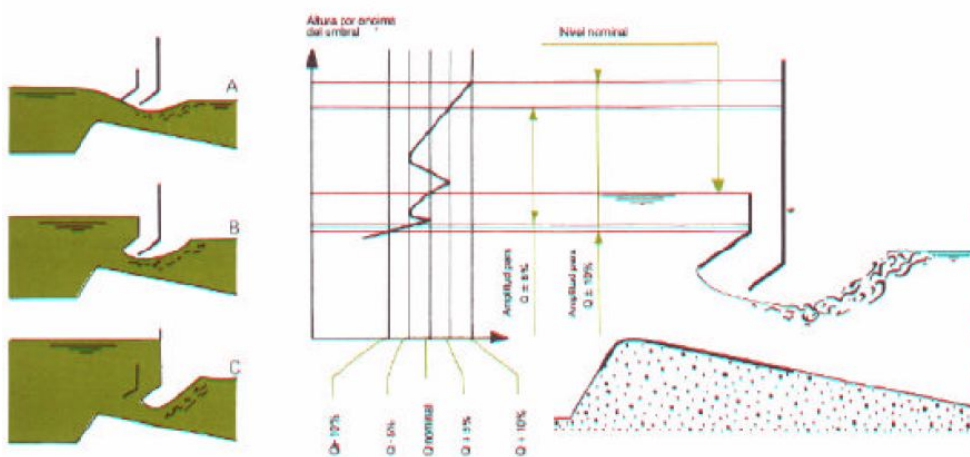 Altura por encima
del umbral
Nivel nominal
A
B
C
Amplitud para
Q ± 5%
Amplitud para
Q ± 10%
Q- 10%
Q - 5%
Q nominal
Q + 5%
Q + 10%